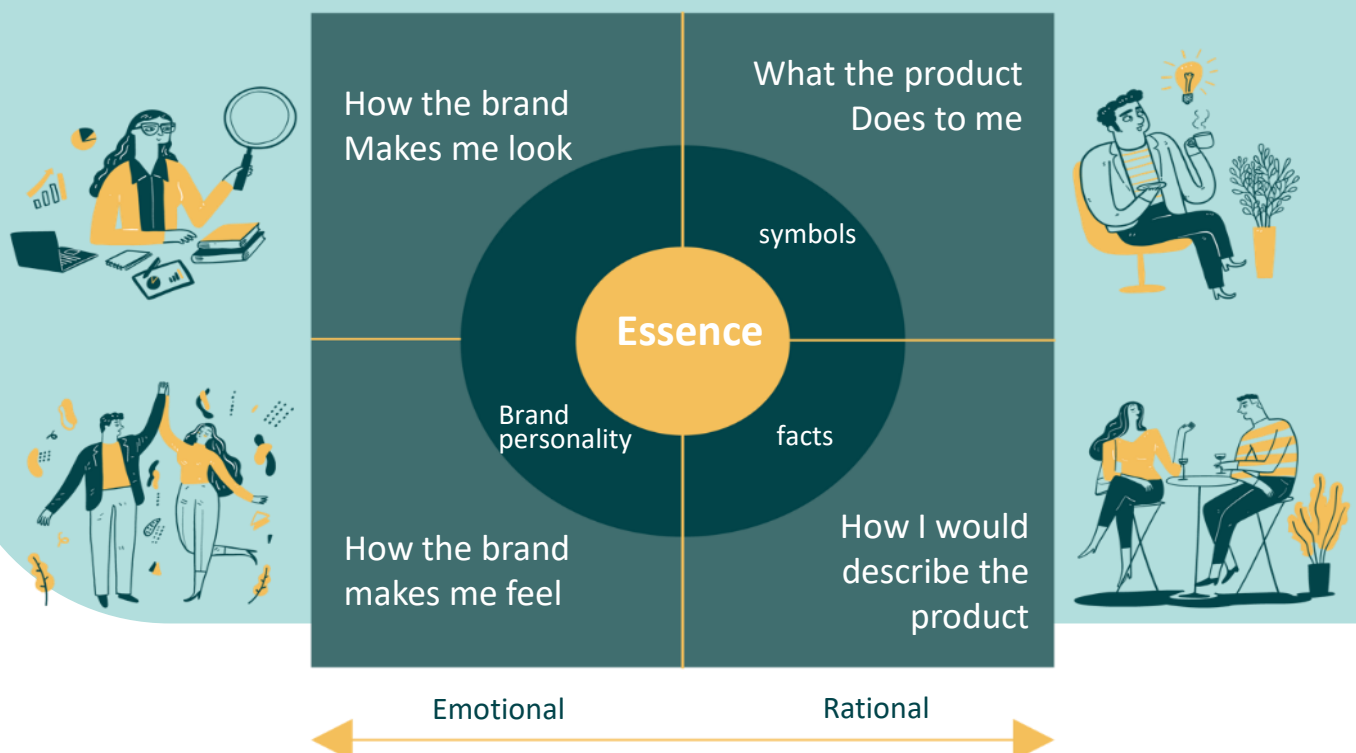 How the brand
Makes me look
What the product
Does to me
symbols
Essence
Brand
personality
facts
How the brand
makes me feel
How I would
describe the
product
Emotional
Rational